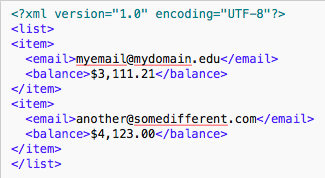 <?xml version="1.0" encoding="UTF-8"?>
<list>
<item>
  <email>myemail@mydomain.edu</email>
  <balance>$3,111.21</balance>
</item>
<item>
  <email>another@somedifferent.com</email>
  <balance>$4,123.00</balance>
</item>
</list>